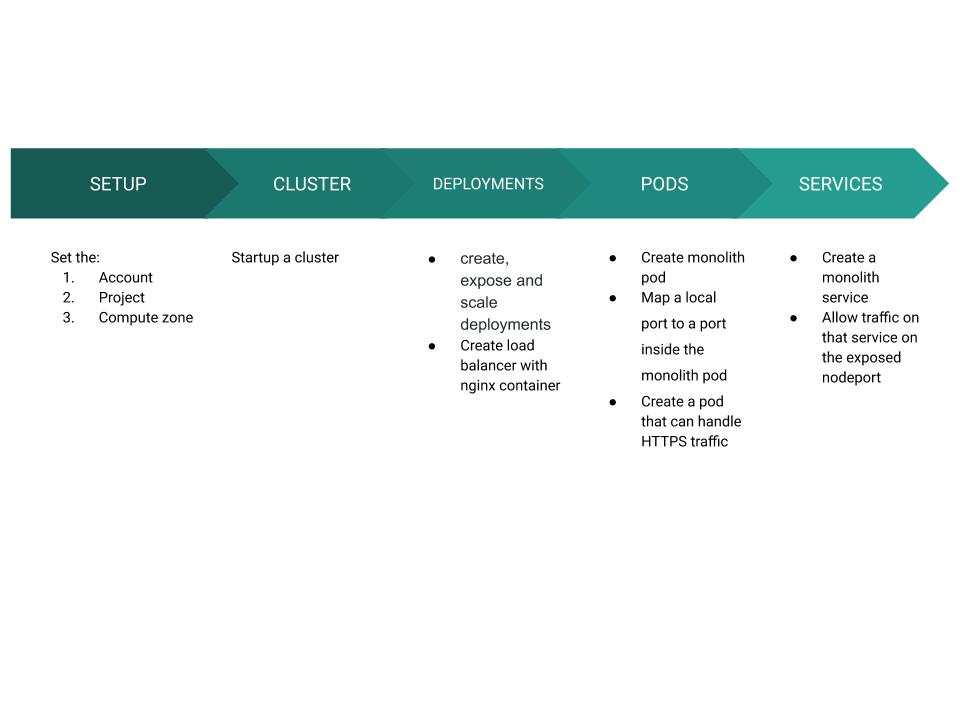 SETUP
CLUSTER
DEPLOYMENTS
PODS
SERVICES
Set the:
1. Account
2. Project
3. Compute zone
Startup a cluster
● create,
expose and
scale
deployments
● Create load
balancer with
nginx container
● Create monolith
pod
● Map a local
port to a port
inside the
monolith pod
● Create a pod
that can handle
HTTPS traffic
● Create a
monolith
service
● Allow traffic on
that service on
the exposed
nodeport